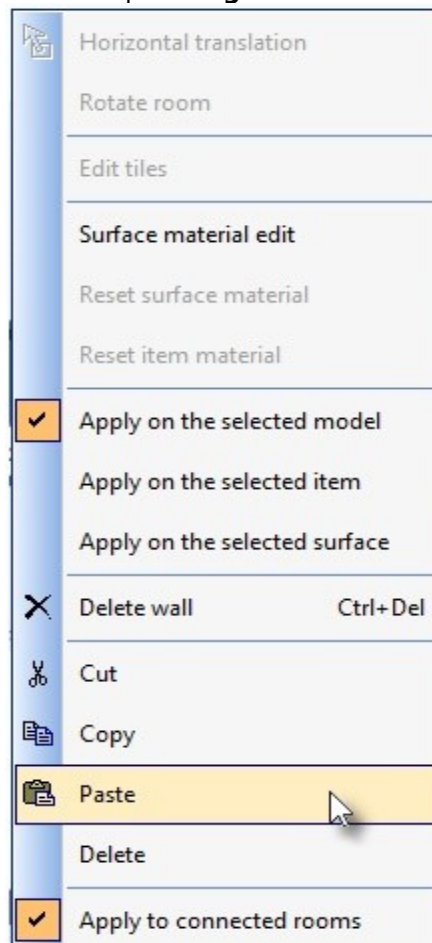 Horizontal translation
Rotate room
Edit tiles
Surface material edit
Reset surface material
Reset item material
Apply on the selected model
Apply on the selected item
Apply on the selected surface
Delete wall Ctrl+Del
Cut
Copy
Paste
Delete
Apply to connected rooms